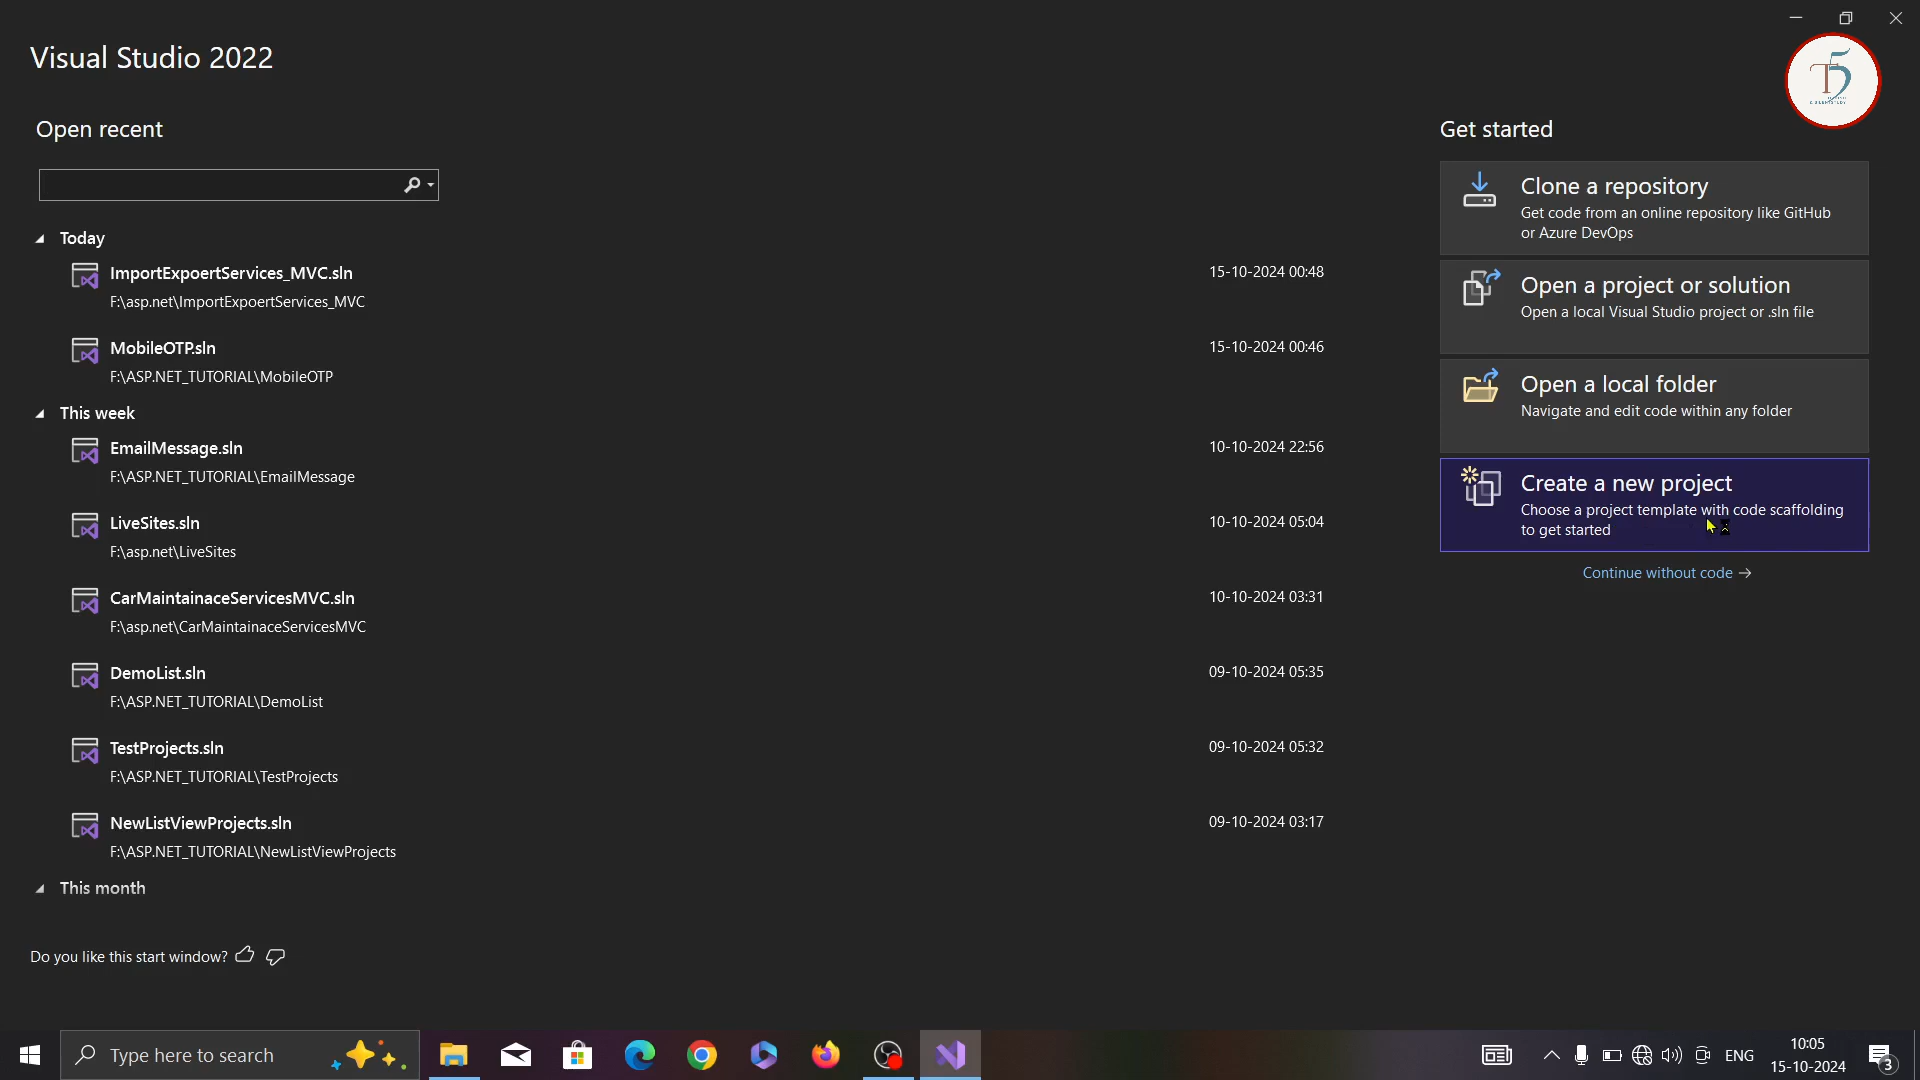 Visual Studio 2022
Open recent
Today
ImportExpoertServices_MVC.sln
15-10-2024 00:48
F:\asp.net\ImportExpoertServices_MVC
MobileOTP.sln
15-10-2024 00:46
F:\ASP.NET_TUTORIAL\MobileOTP
This week
EmailMessage.sln
10-10-2024 22:56
F:\ASP.NET_TUTORIAL\EmailMessage
LiveSites.sln
10-10-2024 05:04
F:\asp.net\LiveSites
CarMaintainaceServicesMVC.sln
10-10-2024 03:31
F:\asp.net\CarMaintainaceServicesMVC
DemoList.sln
09-10-2024 05:35
F:\ASP.NET_TUTORIAL\DemoList
TestProjects.sln
09-10-2024 05:32
F:\ASP.NET_TUTORIAL\TestProjects
NewListViewProjects.sln
09-10-2024 03:17
F:\ASP.NET_TUTORIAL\NewListViewProjects
This month
Do you like this start window?
Get started
Clone a repository
Get code from an online repository like GitHub
or Azure DevOps
Open a project or solution
Open a local Visual Studio project or .sln file
Open a local folder
Navigate and edit code within any folder
Create a new project
Choose a project template with code scaffolding
to get started
Continue without code →
T5
Type here to search
ENG
10:05
15-10-2024
3